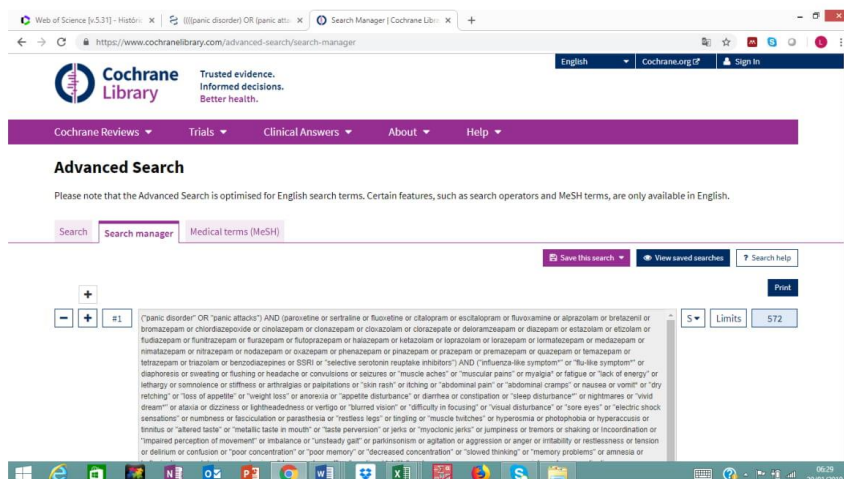 Web of Science [v.5.31] - Históric
((((panic disorder) OR (panic atta
Search Manager | Cochrane Libr
https://www.cochranelibrary.com/advanced-search/search-manager
English
Cochrane.org
Sign In
Cochrane
Library
Trusted evidence.
Informed decisions.
Better health.
Cochrane Reviews
Trials
Clinical Answers
About
Help
Advanced Search
Please note that the Advanced Search is optimised for English search terms. Certain features, such as search operators and MeSH terms, are only available in English.
Search
Search manager
Medical terms (MeSH)
Save this search
View saved searches
? Search help
Print
- + #1
("panic disorder" OR "panic attacks") AND (paroxetine or sertraline or fluoxetine or citalopram or escitalopram or fluvoxamine or alprazolam or bretazenil or
bromazepam or chlordiazepoxide or cinolazepam or clonazepam or cloxazolam or clorazepate or deloramzeapam or diazepam or estazolam or etizolam or
fludiazepam or flunitrazepam or flurazepam or flutoprazepam or halazepam or ketazolam or loprazolam or lorazepam or lormetazepam or medazepam or
nimatazepam or nitrazepam or nodazepam or oxazepam or phenazepam or pinazepam or prazepam or premazepam or quazepam or temazepam or
tetrazepam or triazolam or benzodiazepines or SSRI or "selective serotonin reuptake inhibitors") AND ("influenza-like symptom*" or "flu-like symptom*" or
diaphoresis or sweating or flushing or headache or convulsions or seizures or "muscle aches" or "muscular pains" or myalgia* or fatigue or "lack of energy" or
lethargy or somnolence or stiffness or arthralgias or palpitations or "skin rash" or itching or "abdominal pain" or "abdominal cramps" or nausea or vomit* or "dry
retching" or "loss of appetite" or "weight loss" or anorexia or "appetite disturbance" or diarrhea or constipation or "sleep disturbance*" or nightmares or "vivid
dream*" or ataxia or dizziness or lightheadedness or vertigo or "blurred vision" or "difficulty in focusing" or "visual disturbance" or "sore eyes" or "electric shock
sensations" or numbness or fasciculation or parasthesia or "restless legs" or tingling or "muscle twitches" or hyperosmia or photophobia or hyperaccusis or
tinnitus or "altered taste" or "metallic taste in mouth" or "taste perversion" or jerks or "myoclonic jerks" or jumpiness or tremors or shaking or Incoordination or
"impaired perception of movement" or imbalance or "unsteady gait" or parkinsonism or agitation or aggression or anger or irritability or restlessness or tension
or delirium or confusion or "poor concentration" or "poor memory" or "decreased concentration" or "slowed thinking" or "memory problems" or amnesia or
S
Limits
572
06:29